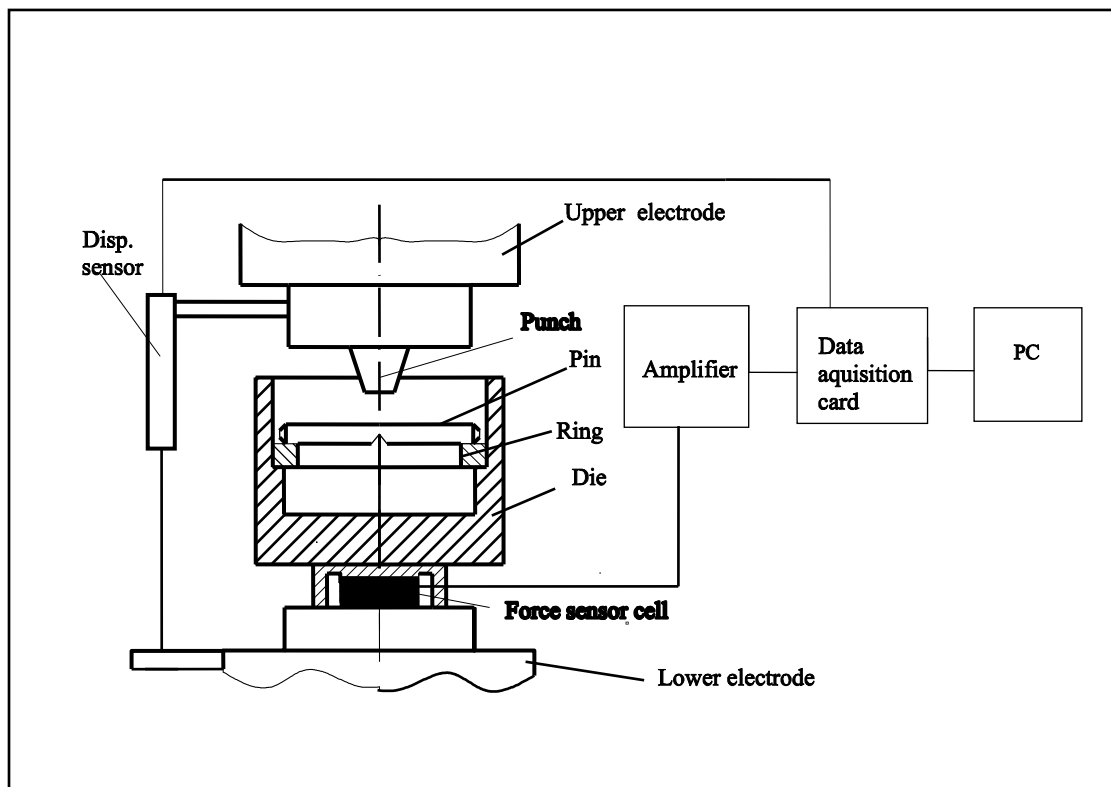 Upper electrode
Disp.
sensor
Punch
Pin
Amplifier
Data
aquisition
card
PC
Ring
Die
Force sensor cell
Lower electrode